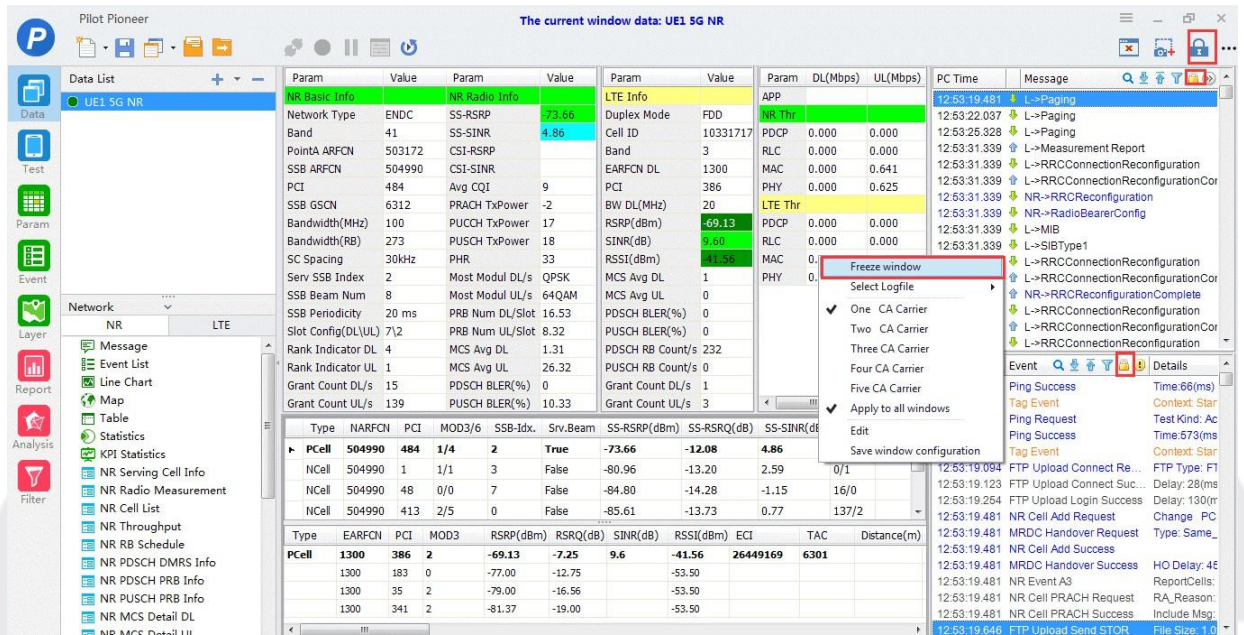 Pilot Pioneer
The current window data: UE1 5G NR
Data
Test
Param
Event
Layer
Report
Analysis
Filter
Data List
UE1 5G NR
Network
NR LTE
Message
Event List
Line Chart
Map
Table
Statistics
KPI Statistics
NR Serving Cell Info
NR Radio Measurement
NR Cell List
NR Throughput
NR RB Schedule
NR PDSCH DMRS Info
NR PDSCH PRB Info
NR PUSCH PRB Info
NR MCS Detail DL
NR MCS Detail UL
Param Value Param Value
NR Basic Info NR Radio Info
Network Type ENDC SS-RSRP -73.66
Band 41 SS-SINR 4.86
PointA ARFCN 503172 CSI-RSRP
SSB ARFCN 504990 CSI-SINR
PCI 484 Avg CQI 9
SSB GSCN 6312 PRACH TxPower -2
Bandwidth(MHz) 100 PUCCH TxPower 17
Bandwidth(RB) 273 PUSCH TxPower 18
SC Spacing 30kHz PHR 33
Serv SSB Index 2 Most Modul DL/s QPSK
SSB Beam Num 8 Most Modul UL/s 64QAM
SSB Periodicity 20 ms PRB Num DL/Slot 16.53
Slot Config(DL\UL) 7\2 PRB Num UL/Slot 8.32
Rank Indicator DL 4 MCS Avg DL 1.31
Rank Indicator UL 1 MCS Avg UL 26.32
Grant Count DL/s 15 PDSCH BLER(%) 0
Grant Count UL/s 139 PUSCH BLER(%) 10.33
Param Value
LTE Info
Duplex Mode FDD
Cell ID 10331717
Band 3
EARFCN DL 1300
PCI 386
BW DL(MHz) 20
RSRP(dBm) -69.13
SINR(dB) 9.60
RSSI(dBm) -41.56
MCS Avg DL 1
MCS Avg UL 0
PDSCH BLER(%) 0
PUSCH BLER(%) 0
PDSCH RB Count/s 232
PUSCH RB Count/s 0
Grant Count DL/s 1
Grant Count UL/s 3
Param DL(Mbps) UL(Mbps)
APP
NR Thr
PDCP 0.000 0.000
RLC 0.000 0.000
MAC 0.000 0.641
PHY 0.000 0.625
LTE Thr
PDCP 0.000 0.000
RLC 0.000 0.000
MAC 0.
PHY 0.
Freeze window
Select Logfile
One CA Carrier
Two CA Carrier
Three CA Carrier
Four CA Carrier
Five CA Carrier
Apply to all windows
Edit
Save window configuration
PC Time Message
12:53:19.481 L->Paging
12:53:22.037 L->Paging
12:53:25.328 L->Paging
12:53:31.339 L->Measurement Report
12:53:31.339 L->RRCConnectionReconfiguration
12:53:31.339 L->RRCConnectionReconfigurationCor
12:53:31.339 NR->RRCReconfiguration
12:53:31.339 NR->RadioBearerConfig
12:53:31.339 L->MIB
12:53:31.339 L->SIBType1
L->RRCConnectionReconfiguration
L->RRCConnectionReconfigurationCor
NR->RRCReconfigurationComplete
L->RRCConnectionReconfiguration
L->RRCConnectionReconfigurationCor
L->RRCConnectionReconfiguration
Event Details
Ping Success Time:66(ms)
Tag Event Context: Star
Ping Request Test Kind: Ac
Ping Success Time:573(ms
Tag Event Context: Star
12:53:19.094 FTP Upload Connect Re... FTP Type: FT
12:53:19.123 FTP Upload Connect Suc... Delay: 28(ms
12:53:19.254 FTP Upload Login Success Delay: 130(m
12:53:19.481 NR Cell Add Request Change PC
12:53:19.481 MRDC Handover Request Type: Same_
12:53:19.481 NR Cell Add Success
12:53:19.481 MRDC Handover Success HO Delay: 45
12:53:19.481 NR Event A3 ReportCells:
12:53:19.481 NR Cell PRACH Request RA_Reason:
12:53:19.481 NR Cell PRACH Success Include Msg:
12:53:19.646 FTP Upload Send STOR File Size: 1.0
Type NARFCN PCI MOD3/6 SSB-Idx. Srv.Beam SS-RSRP(dBm) SS-RSRQ(dB) SS-SINR(dE
PCell 504990 484 1/4 2 True -73.66 -12.08 4.86
NCell 504990 1 1/1 3 False -80.96 -13.20 2.59 0/1
NCell 504990 48 0/0 7 False -84.80 -14.28 -1.15 16/0
NCell 504990 413 2/5 0 False -85.61 -13.73 0.77 137/2
Type EARFCN PCI MOD3 RSRP(dBm) RSRQ(dB) SINR(dB) RSSI(dBm) ECI TAC Distance(m)
PCell 1300 386 2 -69.13 -7.25 9.6 -41.56 26449169 6301
1300 183 0 -77.00 -12.75 -53.50
1300 35 2 -79.00 -16.56 -53.50
1300 341 2 -81.37 -19.00 -53.50